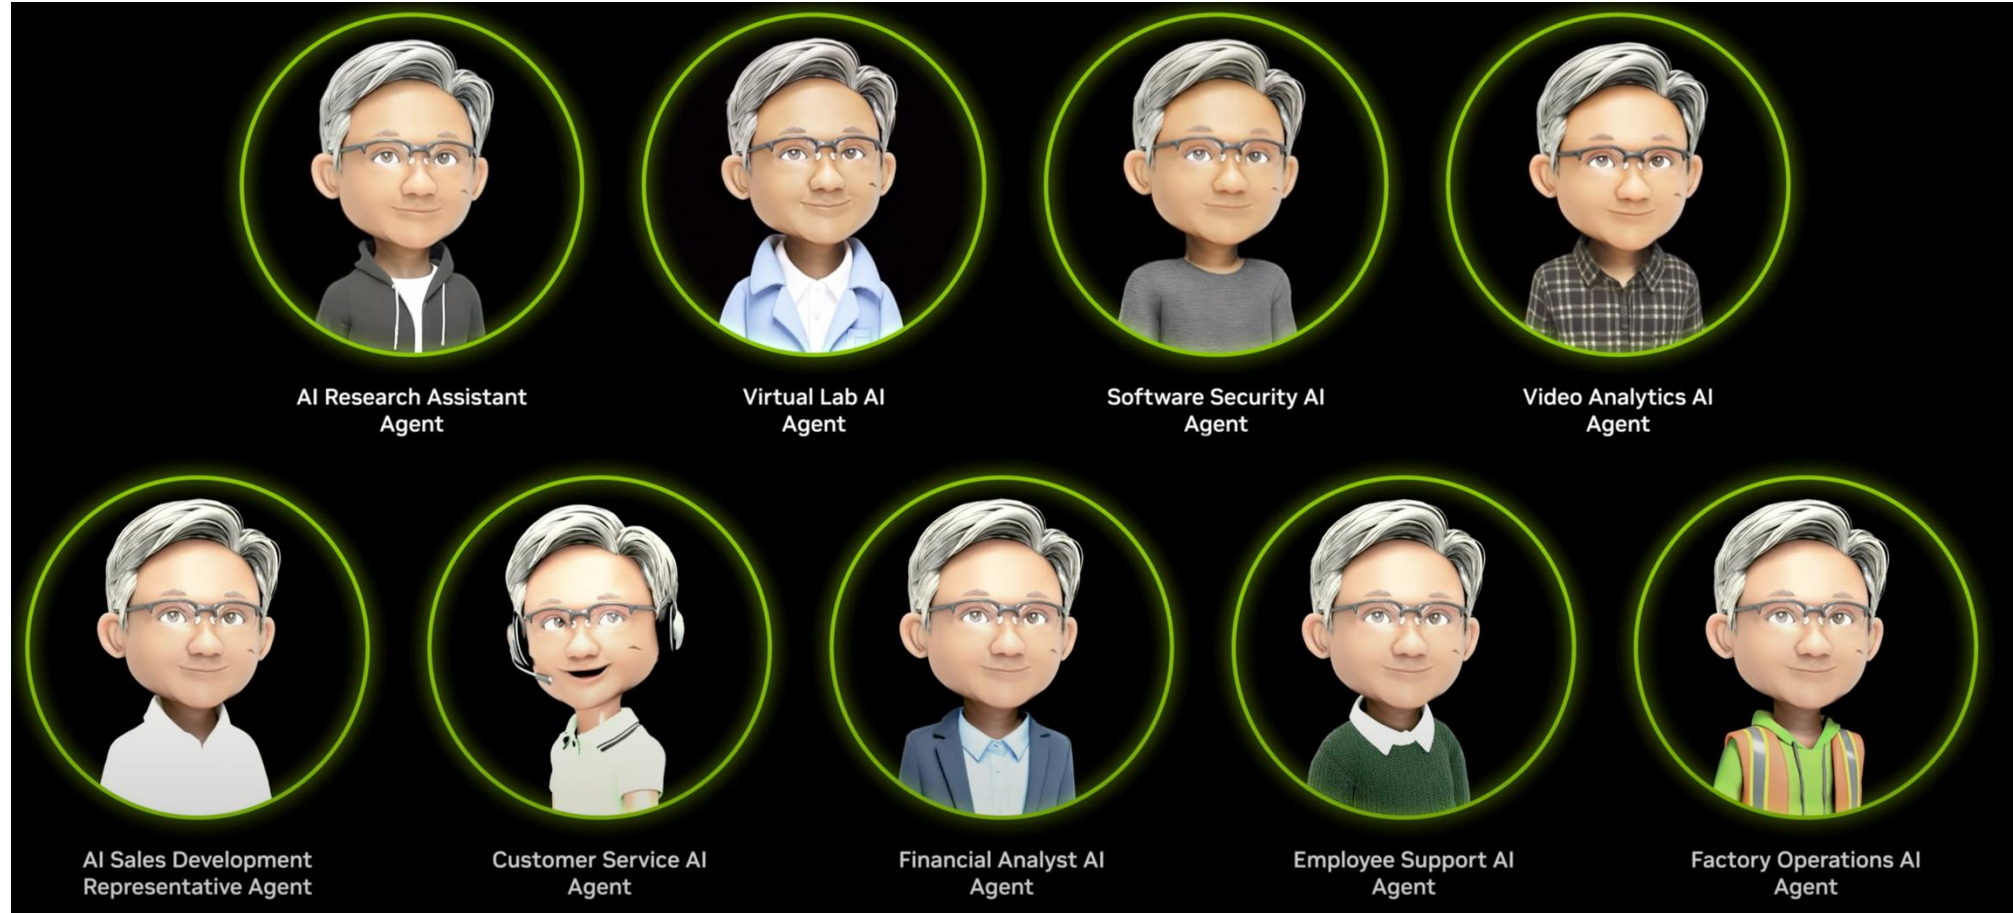 AI Research Assistant
Agent
Virtual Lab AI
Agent
Software Security AI
Agent
Video Analytics AI
Agent
AI Sales Development
Representative Agent
Customer Service AI
Agent
Financial Analyst AI
Agent
Employee Support AI
Agent
Factory Operations AI
Agent